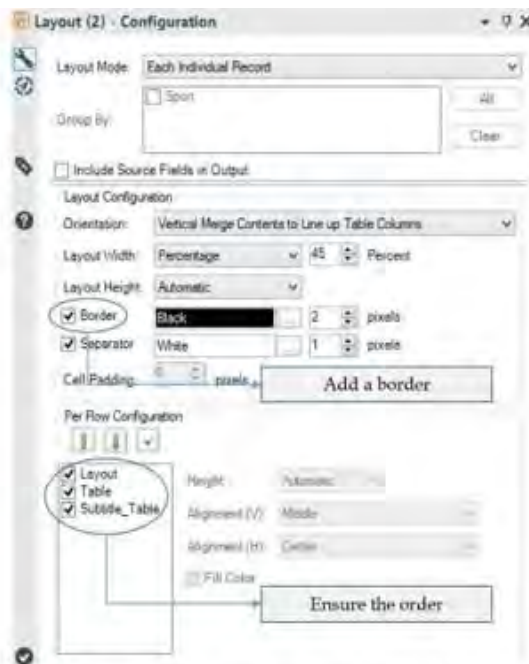 Layout (2) - Configuration
Layout Mode: Each Individual Record
Sport
All
Group By:
Clear
Include Source Fields in Output
Layout Configuration
Orientation: Vertical Merge Contents to Line up Table Columns
Layout Width: Percentage 45 Percent
Layout Height: Automatic
Border Black 2 pixels
Separator White 1 pixels
Cell Padding: pixels
Add a border
Per Row Configuration
Layout
Table
Subtitle_Table
Height: Automatic
Alignment (V): Middle
Alignment (H): Center
Fill Color
Ensure the order